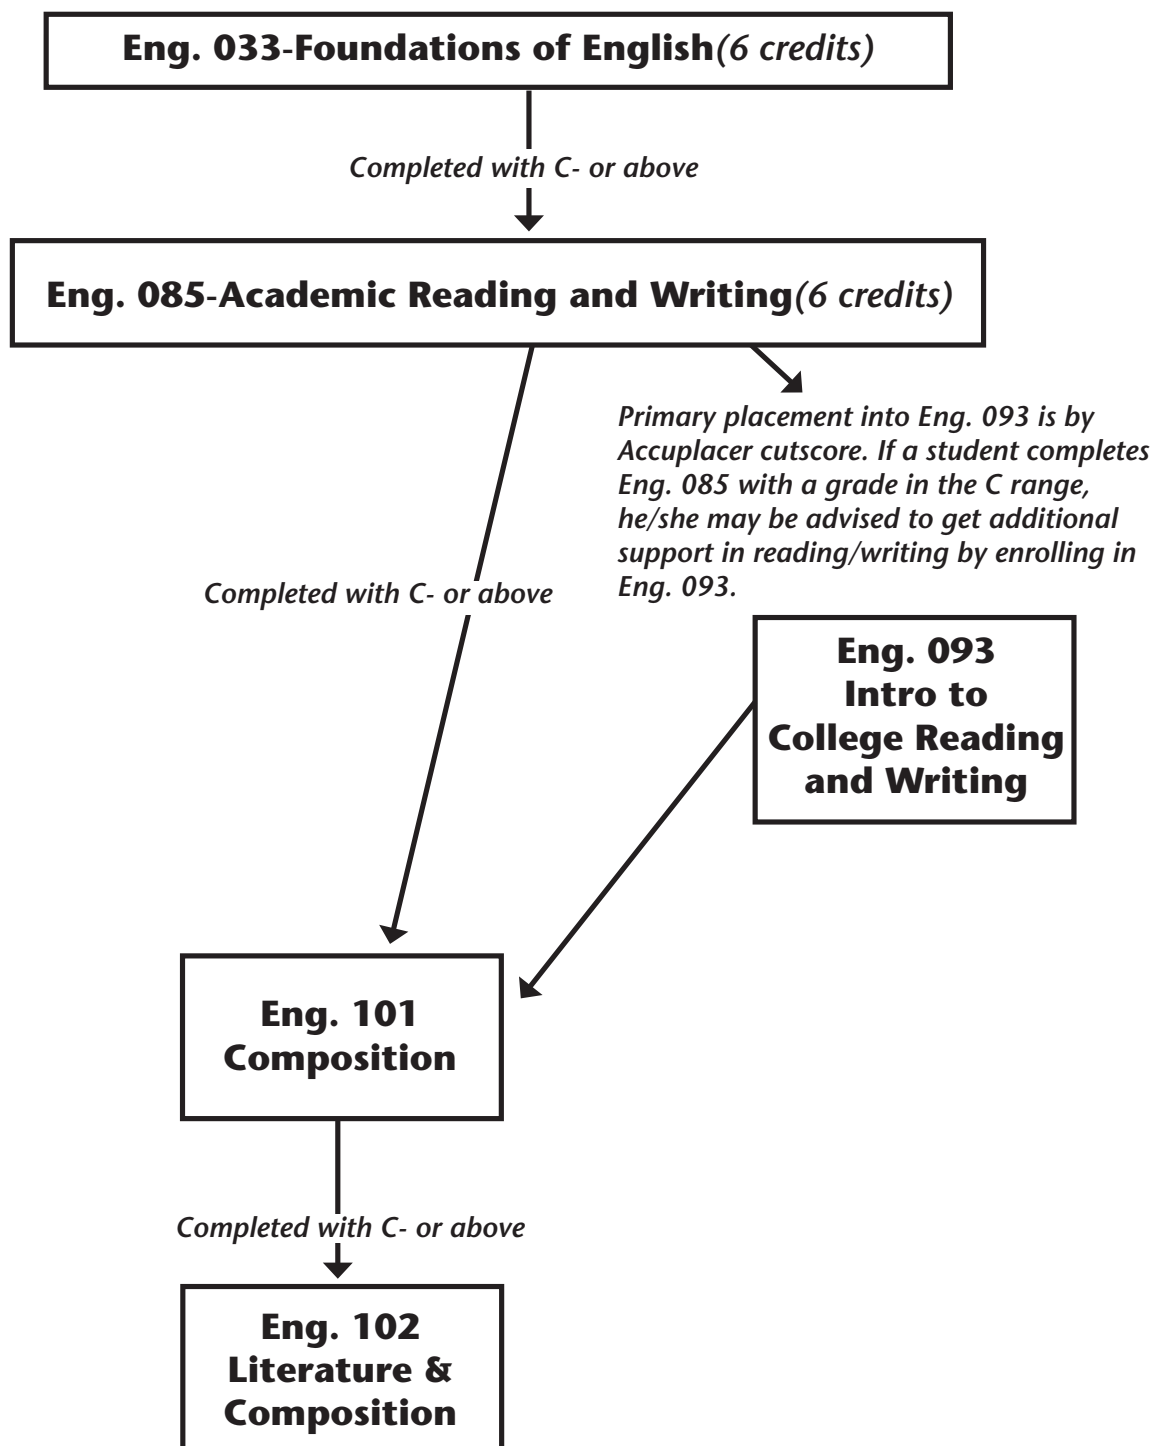 Eng. 033-Foundations of English(6 credits)
Completed with C- or above
Eng. 085-Academic Reading and Writing(6 credits)
Primary placement into Eng. 093 is by
Accuplacer cutscore. If a student completes
Eng. 085 with a grade in the C range,
he/she may be advised to get additional
support in reading/writing by enrolling in
Eng. 093.
Completed with C- or above
Eng. 093
Intro to
College Reading
and Writing
Eng. 101
Composition
Completed with C- or above
Eng. 102
Literature &
Composition